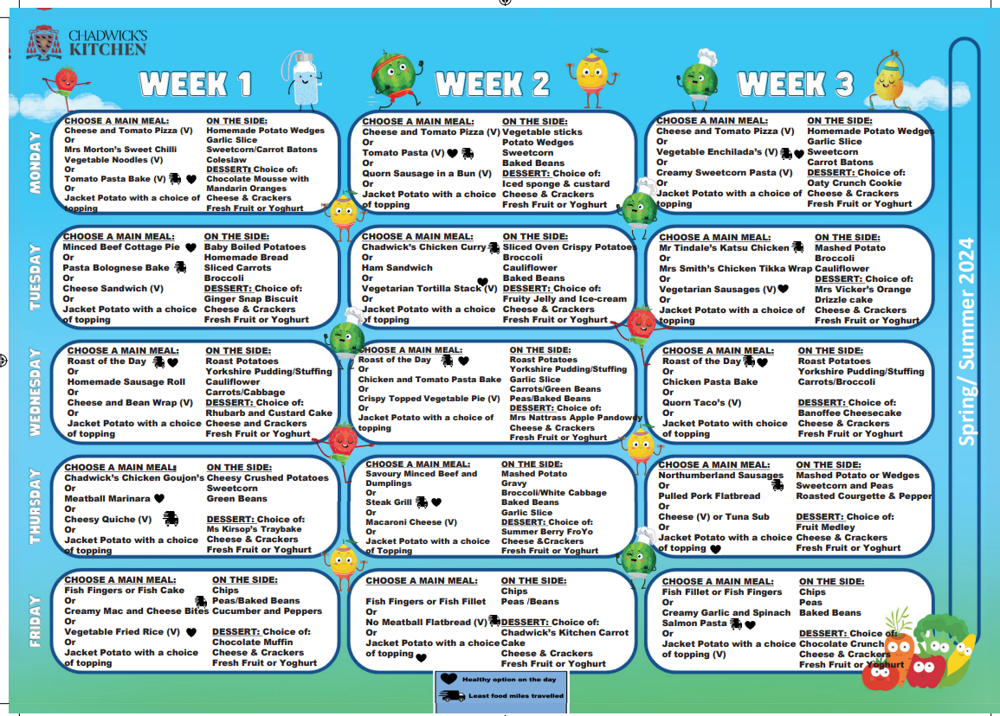 CHADWICK'S
KITCHEN
WEEK 1
WEEK 2
WEEK 3
Spring/ Summer 2024
MONDAY
CHOOSE A MAIN MEAL:
Cheese and Tomato Pizza (V)
Or
Mrs Morton's Sweet Chilli
Vegetable Noodles (V)
Or
Tomato Pasta Bake (V)
Or
Jacket Potato with a choice of
topping
ON THE SIDE:
Homemade Potato Wedges
Garlic Slice
Sweetcorn/Carrot Batons
Coleslaw
DESSERT: Choice of:
Chocolate Mousse with
Mandarin Oranges
Cheese & Crackers
Fresh Fruit or Yoghurt
CHOOSE A MAIN MEAL:
Cheese and Tomato Pizza (V)
Or
Tomato Pasta (V)
Or
Quorn Sausage in a Bun (V)
Or
Jacket Potato with a choice
of topping
ON THE SIDE:
Vegetable sticks
Potato Wedges
Sweetcorn
Baked Beans
DESSERT: Choice of:
Iced sponge & custard
Cheese & Crackers
Fresh Fruit or Yoghurt
CHOOSE A MAIN MEAL:
Cheese and Tomato Pizza (V)
Or
Vegetable Enchilada's (V)
Or
Creamy Sweetcorn Pasta (V)
Or
Jacket Potato with a choice of
topping
ON THE SIDE:
Homemade Potato Wedges
Garlic Slice
Sweetcorn
Carrot Batons
DESSERT: Choice of:
Oaty Crunch Cookie
Cheese & Crackers
Fresh Fruit or Yoghurt
TUESDAY
CHOOSE A MAIN MEAL:
Minced Beef Cottage Pie
Or
Pasta Bolognese Bake
Or
Cheese Sandwich (V)
Or
Jacket Potato with a choice
of topping
ON THE SIDE:
Baby Boiled Potatoes
Homemade Bread
Sliced Carrots
Broccoli
DESSERT: Choice of:
Ginger Snap Biscuit
Cheese & Crackers
Fresh Fruit or Yoghurt
CHOOSE A MAIN MEAL:
Chadwick's Chicken Curry
Or
Ham Sandwich
Or
Vegetarian Tortilla Stack (V)
Or
Jacket Potato with a choice
of topping
ON THE SIDE:
Sliced Oven Crispy Potatoes
Broccoli
Cauliflower
Baked Beans
DESSERT: Choice of:
Fruity Jelly and Ice-cream
Cheese & Crackers
Fresh Fruit or Yoghurt
CHOOSE A MAIN MEAL:
Mr Tindale's Katsu Chicken
Or
Mrs Smith's Chicken Tikka Wrap
Or
Vegetarian Sausages (V)
Or
Jacket Potato with a choice of
topping
ON THE SIDE:
Mashed Potato
Broccoli
Cauliflower
DESSERT: Choice of:
Mrs Vicker's Orange
Drizzle cake
Cheese & Crackers
Fresh Fruit or Yoghurt
WEDNESDAY
CHOOSE A MAIN MEAL:
Roast of the Day
Or
Homemade Sausage Roll
Or
Cheese and Bean Wrap (V)
Or
Jacket Potato with a choice
of topping
ON THE SIDE:
Roast Potatoes
Yorkshire Pudding/Stuffing
Cauliflower
Carrots/Cabbage
DESSERT: Choice of:
Rhubarb and Custard Cake
Cheese and Crackers
Fresh Fruit or Yoghurt
CHOOSE A MAIN MEAL:
Roast of the Day
Or
Chicken and Tomato Pasta Bake
Or
Crispy Topped Vegetable Pie (V)
Or
Jacket Potato with a choice of
topping
ON THE SIDE:
Roast Potatoes
Yorkshire Pudding/Stuffing
Garlic Slice
Carrots/Green Beans
Peas/Baked Beans
DESSERT: Choice of:
Mrs Nattrass Apple Pandowdy
Cheese & Crackers
Fresh Fruit or Yoghurt
CHOOSE A MAIN MEAL:
Roast of the Day
Or
Chicken Pasta Bake
Or
Quorn Taco's (V)
Or
Jacket Potato with choice
of topping
ON THE SIDE:
Roast Potatoes
Yorkshire Pudding/Stuffing
Carrots/Broccoli
DESSERT: Choice of:
Banoffee Cheesecake
Cheese & Crackers
Fresh Fruit or Yoghurt
THURSDAY
CHOOSE A MAIN MEAL:
Chadwick's Chicken Goujon's
Or
Meatball Marinara
Or
Cheesy Quiche (V)
Or
Jacket Potato with a choice
of topping
ON THE SIDE:
Cheesy Crushed Potatoes
Sweetcorn
Green Beans
DESSERT: Choice of:
Ms Kirsop's Traybake
Cheese & Crackers
Fresh Fruit or Yoghurt
CHOOSE A MAIN MEAL:
Savoury Minced Beef and
Dumplings
Or
Steak Grill
Or
Macaroni Cheese (V)
Or
Jacket Potato with a choice
of Topping
ON THE SIDE:
Mashed Potato
Gravy
Broccoli/White Cabbage
Baked Beans
Garlic Slice
DESSERT: Choice of:
Summer Berry FroYo
Cheese &Crackers
Fresh Fruit or Yoghurt
CHOOSE A MAIN MEAL:
Northumberland Sausages
Or
Pulled Pork Flatbread
Or
Cheese (V) or Tuna Sub
Or
Jacket Potato with a choice
of topping
ON THE SIDE:
Mashed Potato or Wedges
Sweetcorn and Peas
Roasted Courgette & Pepper
DESSERT: Choice of:
Fruit Medley
Cheese & Crackers
Fresh Fruit or Yoghurt
FRIDAY
CHOOSE A MAIN MEAL:
Fish Fingers or Fish Cake
Or
Creamy Mac and Cheese Bites
Or
Vegetable Fried Rice (V)
Or
Jacket Potato with a choice
of topping
ON THE SIDE:
Chips
Peas/Baked Beans
Cucumber and Peppers
DESSERT: Choice of:
Chocolate Muffin
Cheese & Crackers
Fresh Fruit or Yoghurt
CHOOSE A MAIN MEAL:
Fish Fingers or Fish Fillet
Or
No Meatball Flatbread (V)
Or
Jacket Potato with a choice
of topping
ON THE SIDE:
Chips
Peas /Beans
DESSERT: Choice of:
Chadwick's Kitchen Carrot
Cake
Cheese & Crackers
Fresh Fruit or Yoghurt
CHOOSE A MAIN MEAL:
Fish Fillet or Fish Fingers
Or
Creamy Garlic and Spinach
Salmon Pasta
Or
Jacket Potato with a choice
of topping (V)
ON THE SIDE:
Chips
Peas
Baked Beans
DESSERT: Choice of:
Chocolate Crunch
Cheese & Crackers
Fresh Fruit or Yoghurt
Healthy option on the day
Least food miles travelled